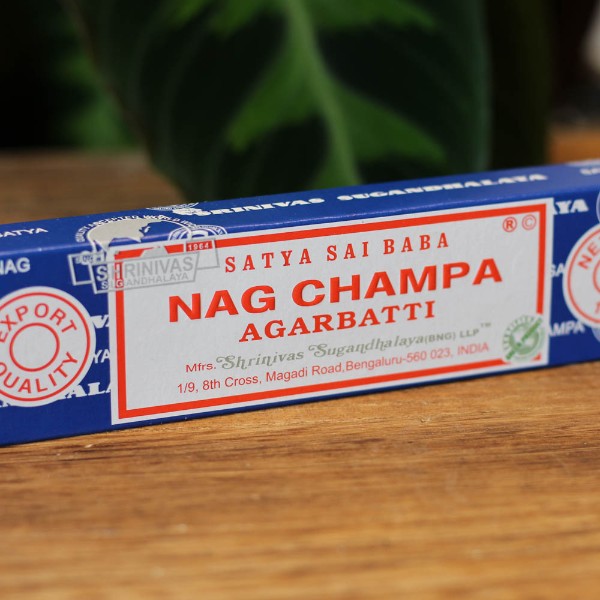 SHRINIVAS SUGANDHALAYA
SATYA
NAG
EXPORT
QUALITY
1964
SHRINIVAS
SUGANDHALAYA
SATYA SAI BABA
®©
NAG CHAMPA
AGARBATTI
Mfrs. Shrinivas Sugandhalaya (BNG) LLP™
1/9, 8th Cross, Magadi Road, Bengaluru-560 023, INDIA